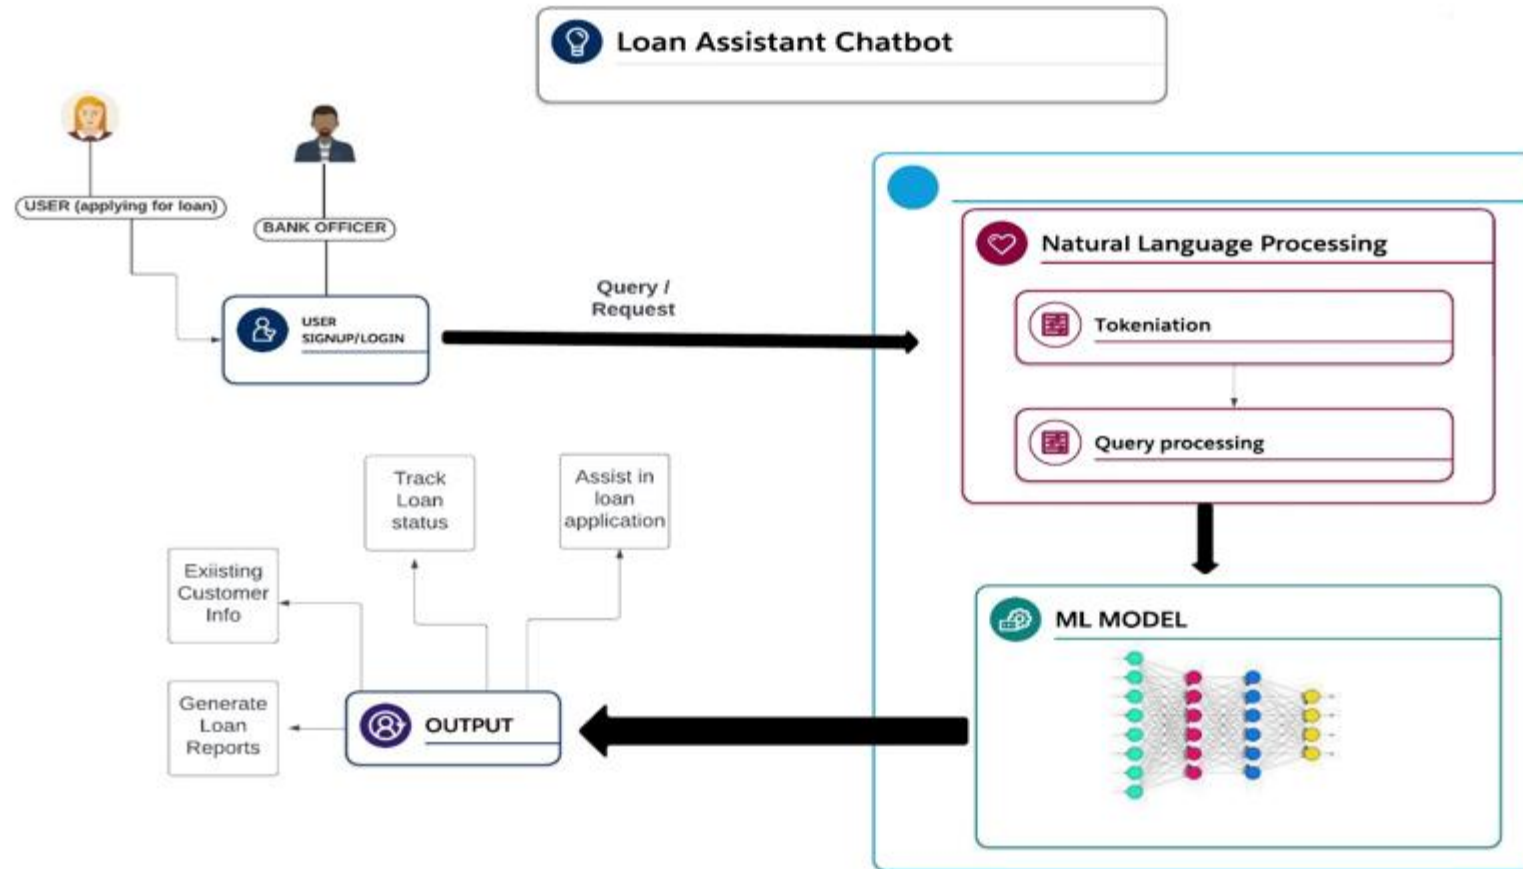 Loan Assistant Chatbot
USER (applying for loan)
BANK OFFICER
USER
SIGNUP/LOGIN
Query /
Request
Natural Language Processing
Tokeniation
Query processing
ML MODEL
Track
Loan
status
Assist in
loan
application
Exiisting
Customer
Info
Generate
Loan
Reports
OUTPUT